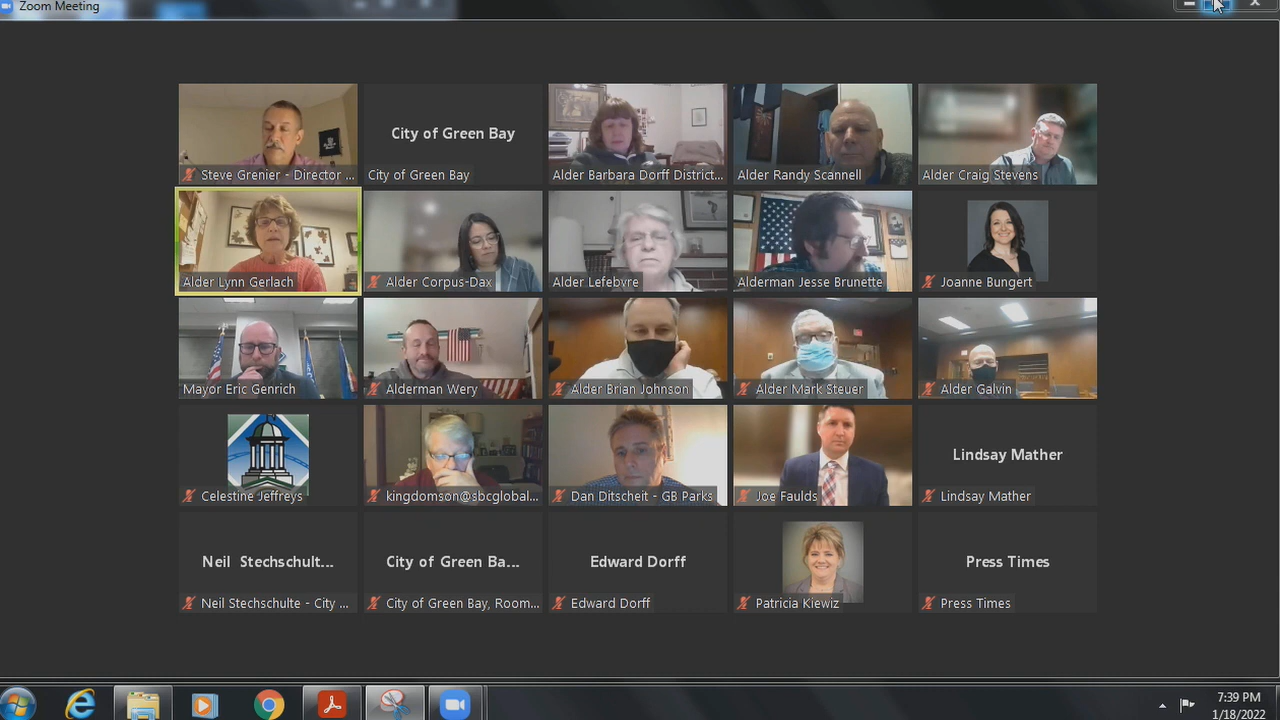 Zoom Meeting
Steve Grenier - Director ...
City of Green Bay
City of Green Bay
Alder Barbara Dorff District...
Alder Randy Scannell
Alder Craig Stevens
Alder Lynn Gerlach
Alder Corpus-Dax
Alder Lefebvre
Alderman Jesse Brunette
Joanne Bungert
Mayor Eric Genrich
Alderman Wery
Alder Brian Johnson
Alder Mark Steuer
Alder Galvin
Celestine Jeffreys
kingdomson@sbcglobal...
Dan Ditscheit - GB Parks
Joe Faulds
Lindsay Mather
Lindsay Mather
Neil Stechschult...
Neil Stechschulte - City ...
City of Green Ba...
City of Green Bay, Room...
Edward Dorff
Edward Dorff
Patricia Kiewiz
Press Times
Press Times
7:39 PM
1/18/2022